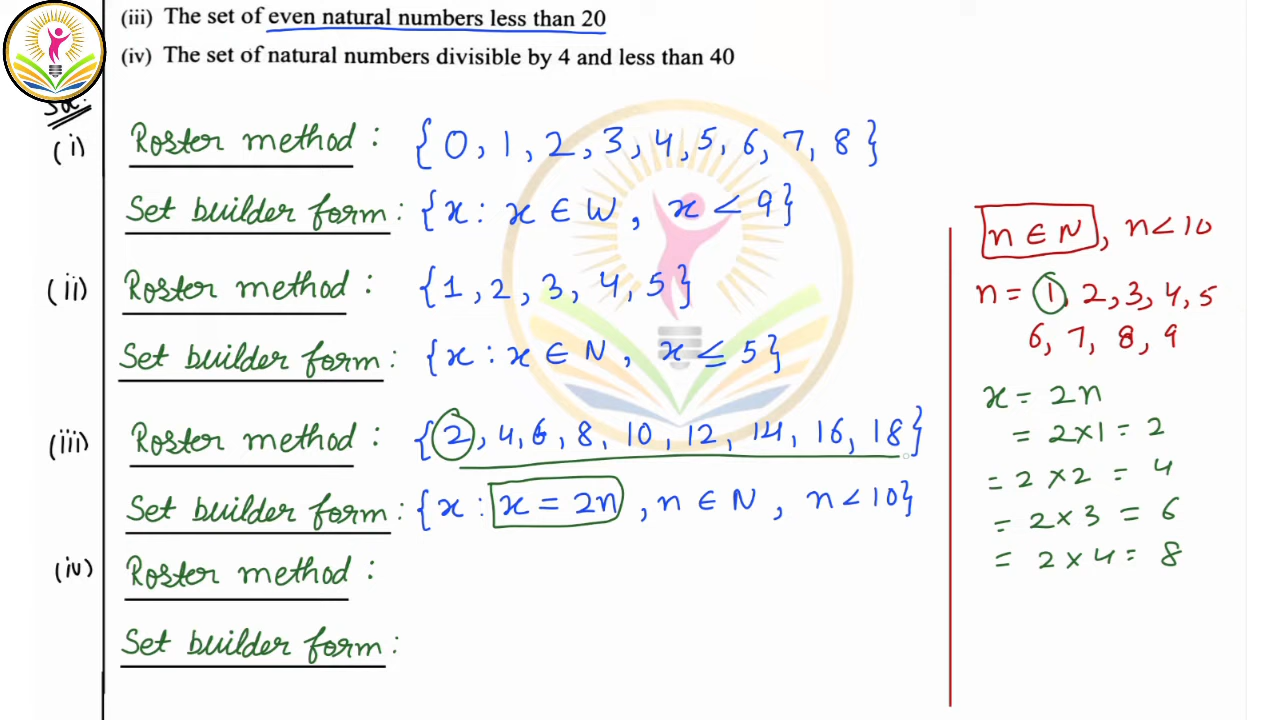 (iii) The set of even natural numbers less than 20
(iv) The set of natural numbers divisible by 4 and less than 40
(i) Roster method : {0, 1, 2, 3, 4, 5, 6, 7, 8}
Set builder form : {x : x ∈ W, x < 9}
(ii) Roster method : {1, 2, 3, 4, 5}
Set builder form : {x : x ∈ N, x ≤ 5}
(iii) Roster method : {2, 4, 6, 8, 10, 12, 14, 16, 18}
Set builder form : {x : x = 2n, n ∈ N, n < 10}
(iv) Roster method :
Set builder form :
n ∈ N, n < 10
n = 1, 2, 3, 4, 5
6, 7, 8, 9
x = 2n
= 2×1 = 2
= 2×2 = 4
= 2×3 = 6
= 2×4 = 8